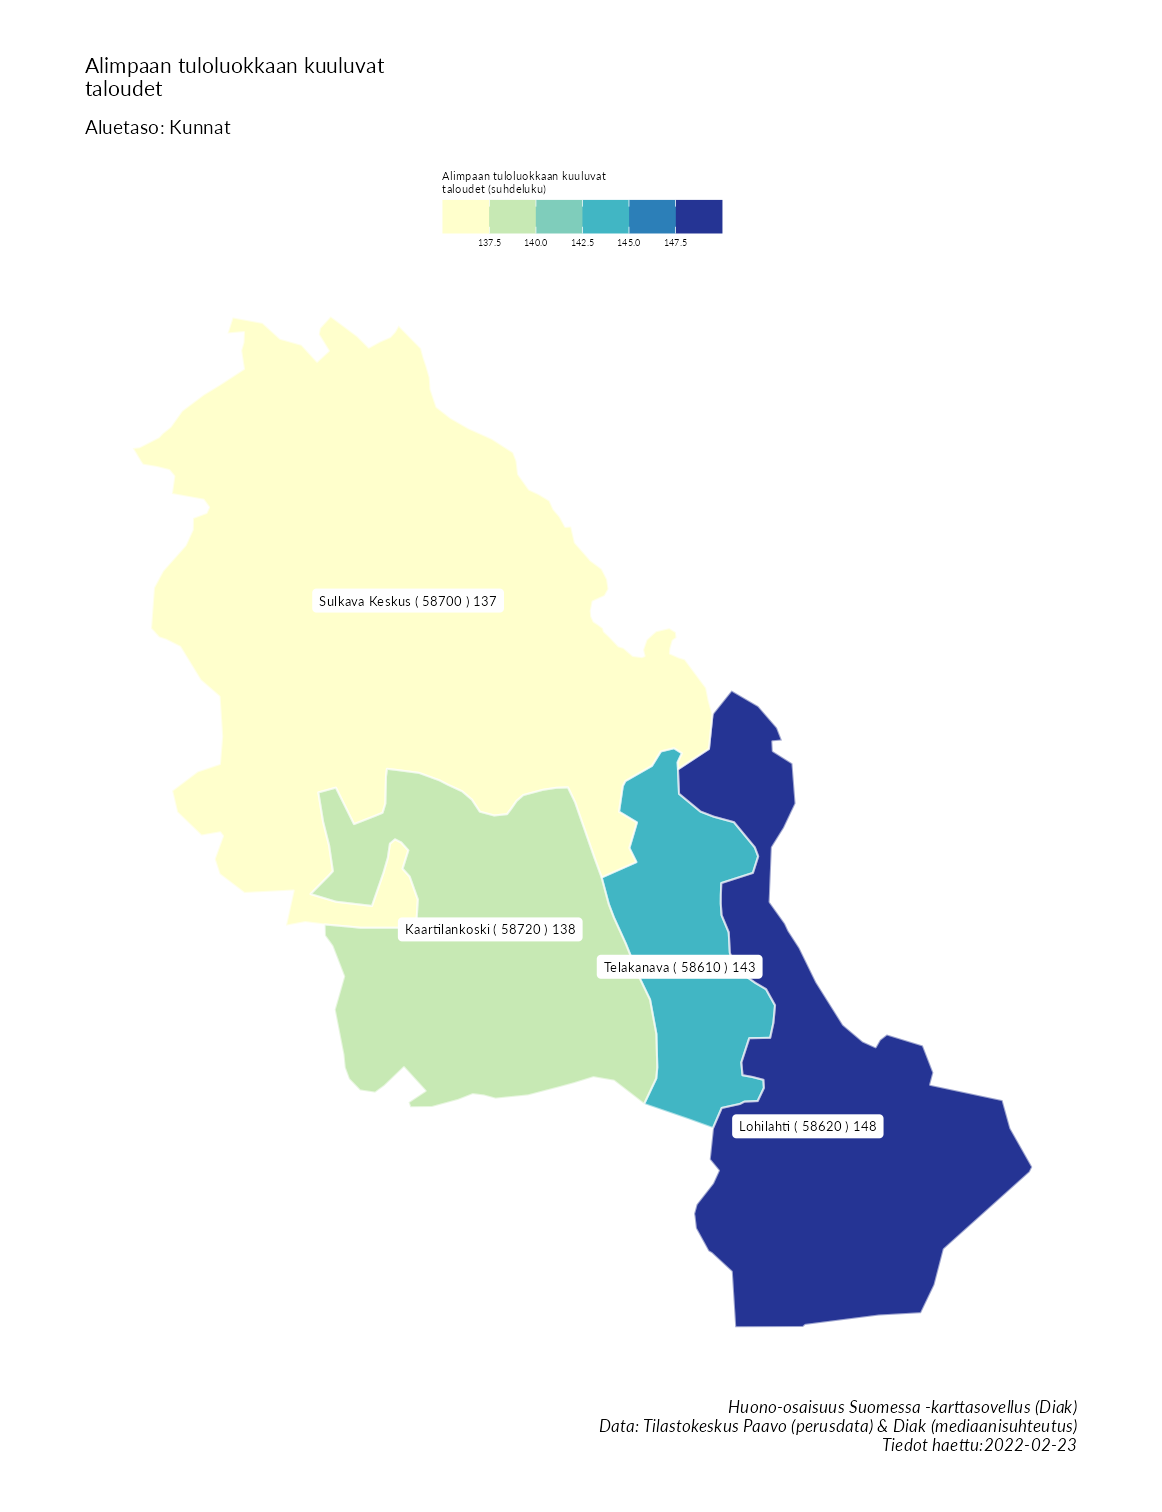 Alimpaan tuloluokkaan kuuluvat
taloudet
Aluetaso: Kunnat
Alimpaan tuloluokkaan kuuluvat
taloudet (suhdeluku)
137.5 140.0 142.5 145.0 147.5
Sulkava Keskus ( 58700 ) 137
Kaartilankoski ( 58720 ) 138
Telakanava ( 58610 ) 143
Lohilahti ( 58620 ) 148
Huono-osaisuus Suomessa -karttasovellus (Diak)
Data: Tilastokeskus Paavo (perusdata) & Diak (mediaanisuhteutus)
Tiedot haettu:2022-02-23